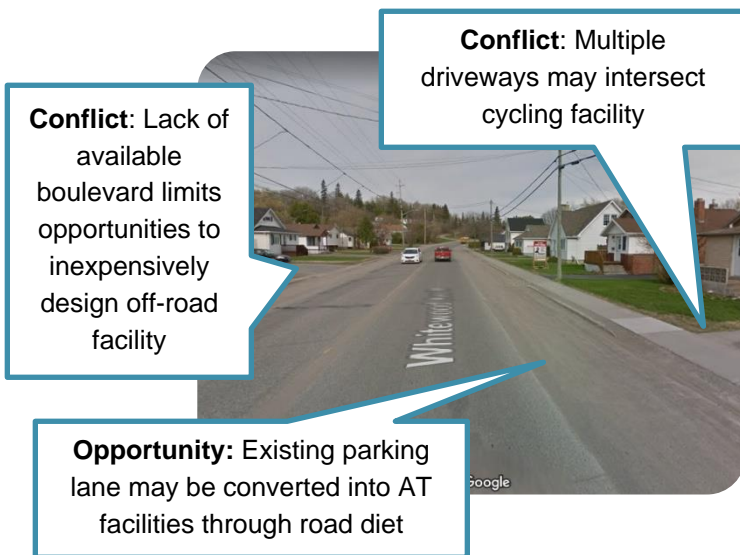 Conflict: Multiple
driveways may intersect
cycling facility
Conflict: Lack of
available
boulevard limits
opportunities to
inexpensively
design off-road
facility
Whitewood
Opportunity: Existing parking
lane may be converted into AT
facilities through road diet
Google